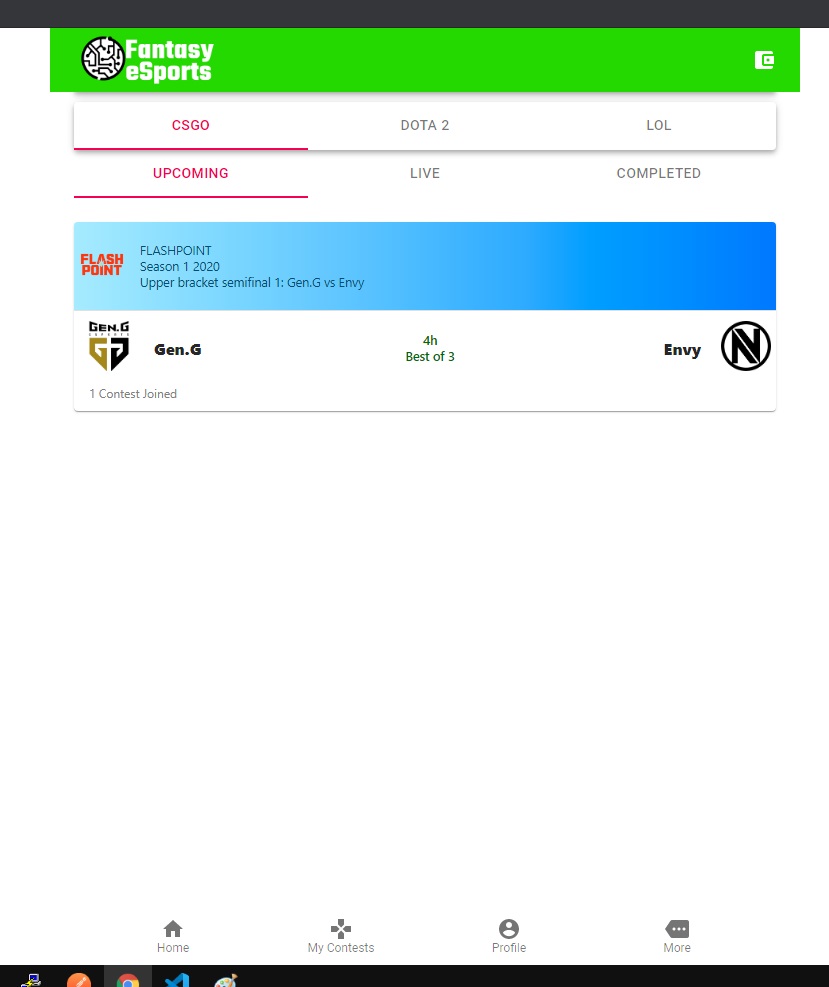 Fantasy
eSports
CSGO
DOTA 2
LOL
UPCOMING
LIVE
COMPLETED
FLASH
POINT
FLASHPOINT
Season 1 2020
Upper bracket semifinal 1: Gen.G vs Envy
GEN.G
ESPORTS
Gen.G
4h
Best of 3
Envy
1 Contest Joined
Home
My Contests
Profile
More